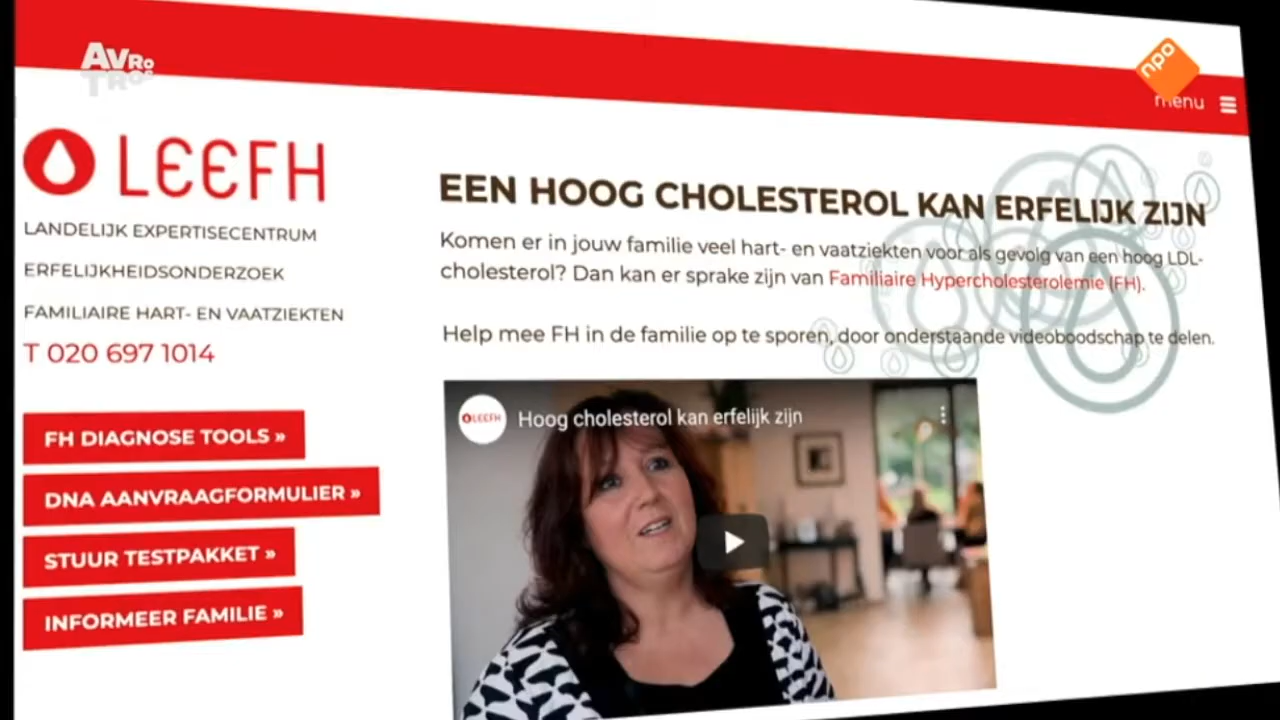 AVRO
TROS
npo
menu
LEEFH
LANDELIJK EXPERTISECENTRUM
ERFELIJKHEIDSONDERZOEK
FAMILIAIRE HART- EN VAATZIEKTEN
T 020 697 1014
FH DIAGNOSE TOOLS »
DNA AANVRAAGFORMULIER »
STUUR TESTPAKKET »
INFORMEER FAMILIE »
EEN HOOG CHOLESTEROL KAN ERFELIJK ZIJN
Komen er in jouw familie veel hart- en vaatziekten voor als gevolg van een hoog LDL-
cholesterol? Dan kan er sprake zijn van Familiaire Hypercholesterolemie (FH).
Help mee FH in de familie op te sporen, door onderstaande videoboodschap te delen.
LEEFH
Hoog cholesterol kan erfelijk zijn